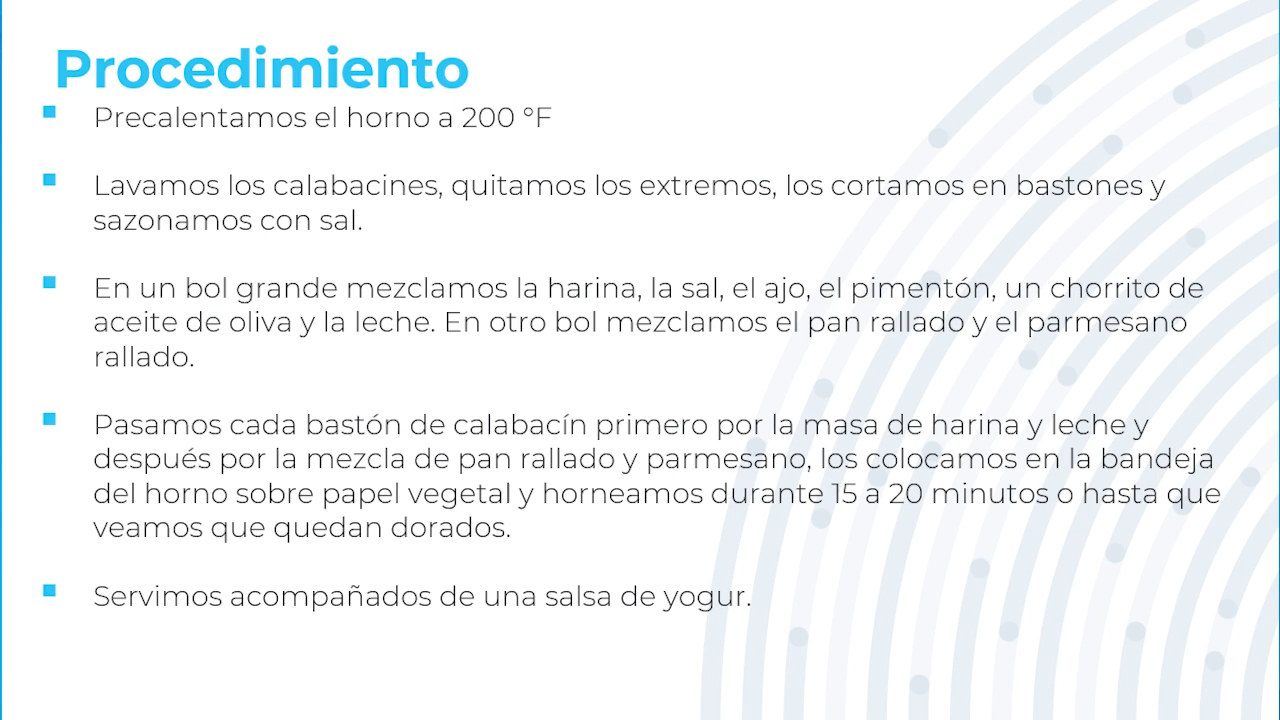 Procedimiento
Precalentamos el horno a 200 °F
Lavamos los calabacines, quitamos los extremos, los cortamos en bastones y
sazonamos con sal.
En un bol grande mezclamos la harina, la sal, el ajo, el pimentón, un chorrito de
aceite de oliva y la leche. En otro bol mezclamos el pan rallado y el parmesano
rallado.
Pasamos cada bastón de calabacín primero por la masa de harina y leche y
después por la mezcla de pan rallado y parmesano, los colocamos en la bandeja
del horno sobre papel vegetal y horneamos durante 15 a 20 minutos o hasta que
veamos que quedan dorados.
Servimos acompañados de una salsa de yogur.